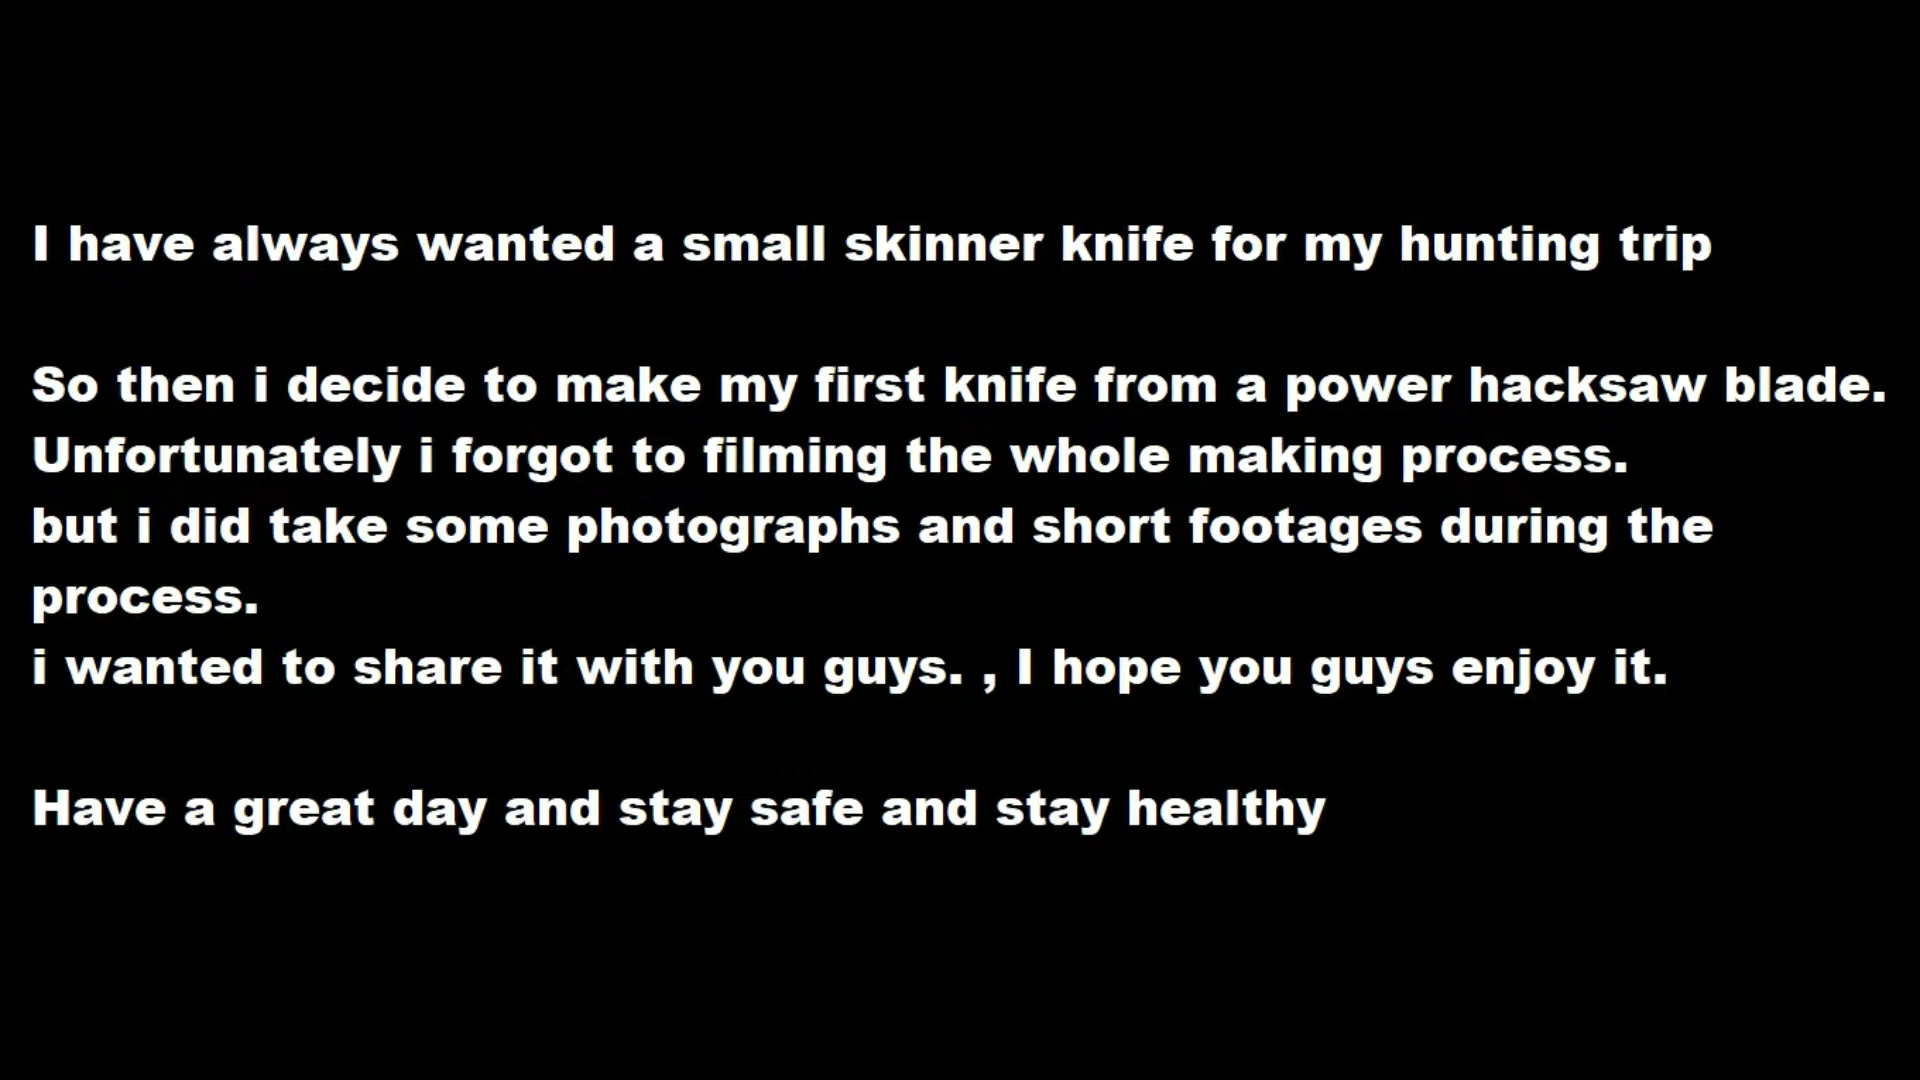 I have always wanted a small skinner knife for my hunting trip
So then i decide to make my first knife from a power hacksaw blade.
Unfortunately i forgot to filming the whole making process.
but i did take some photographs and short footages during the
process.
i wanted to share it with you guys. , I hope you guys enjoy it.
Have a great day and stay safe and stay healthy